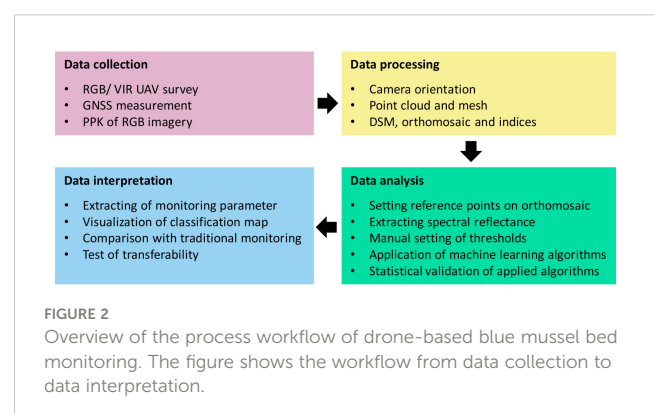 Data collection
• RGB/ VIR UAV survey
• GNSS measurement
• PPK of RGB imagery
Data processing
• Camera orientation
• Point cloud and mesh
• DSM, orthomosaic and indices
Data analysis
• Setting reference points on orthomosaic
• Extracting spectral reflectance
• Manual setting of thresholds
• Application of machine learning algorithms
• Statistical validation of applied algorithms
Data interpretation
• Extracting of monitoring parameter
• Visualization of classification map
• Comparison with traditional monitoring
• Test of transferability
FIGURE 2
Overview of the process workflow of drone-based blue mussel bed
monitoring. The figure shows the workflow from data collection to
data interpretation.